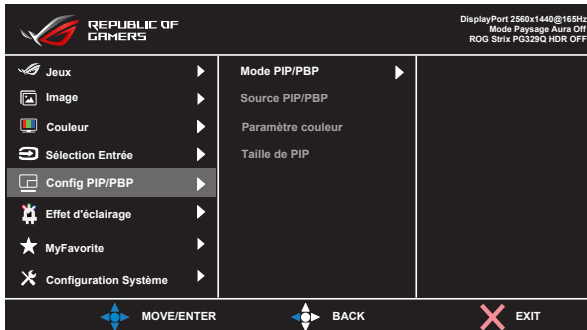 REPUBLIC OF
GAMERS
DisplayPort 2560x1440@165Hz
Mode Paysage Aura Off
ROG Strix PG329Q HDR OFF
Jeux
Image
Couleur
Sélection Entrée
Config PIP/PBP
Effet d'éclairage
MyFavorite
Configuration Système
Mode PIP/PBP
Source PIP/PBP
Paramètre couleur
Taille de PIP
MOVE/ENTER
BACK
EXIT